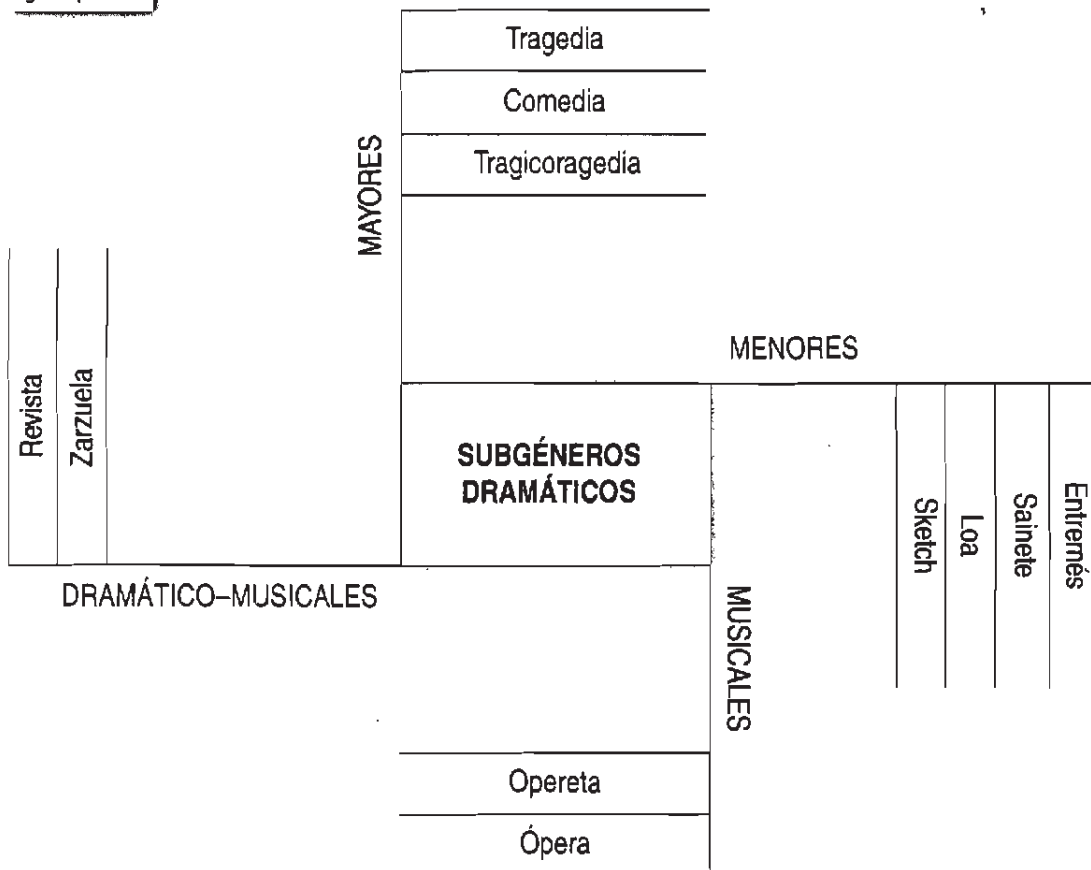 Tragedia
Comedia
Tragicoragedia
MAYORES
MENORES
Revista
Zarzuela
SUBGÉNEROS
DRAMÁTICOS
Sketch
Loa
Sainete
Entremés
DRAMÁTICO–MUSICALES
MUSICALES
Opereta
Ópera